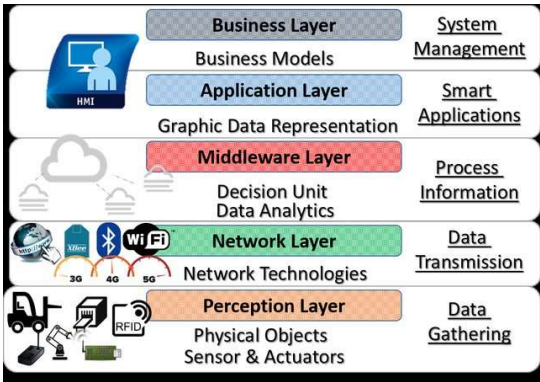 Business Layer
Business Models
System
Management
HMI
Application Layer
Graphic Data Representation
Smart
Applications
Middleware Layer
Decision Unit
Data Analytics
Process
Information
http://www
XBee
WiFi
3G
4G
5G
Network Layer
Network Technologies
Data
Transmission
RFID
Perception Layer
Physical Objects
Sensor & Actuators
Data
Gathering